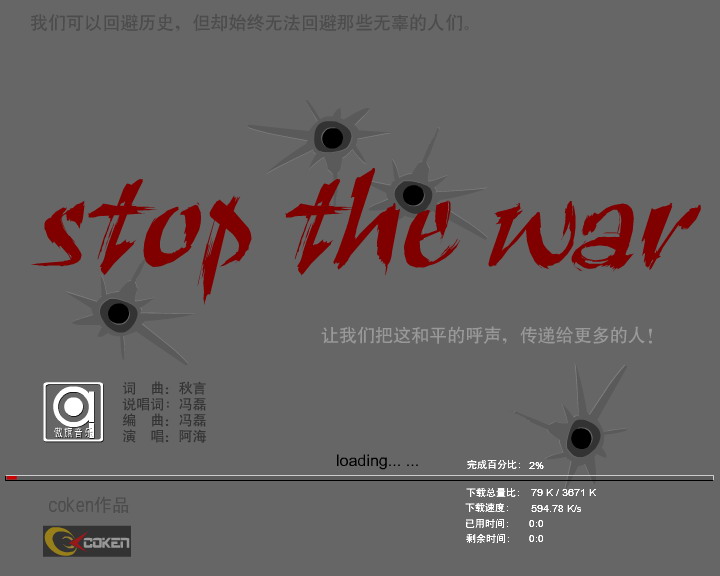 我们可以回避历史，但却始终无法回避那些无辜的人们。
stop the war
让我们把这和平的呼声，传递给更多的人！
傲旗音乐
词 曲：秋言
说唱词：冯磊
编 曲：冯磊
演 唱：阿海
loading... ...
完成百分比： 2%
下载总量比： 79 K / 3671 K
下载速度： 594.78 K/s
已用时间： 0:0
剩余时间： 0:0
coken作品
COKEN